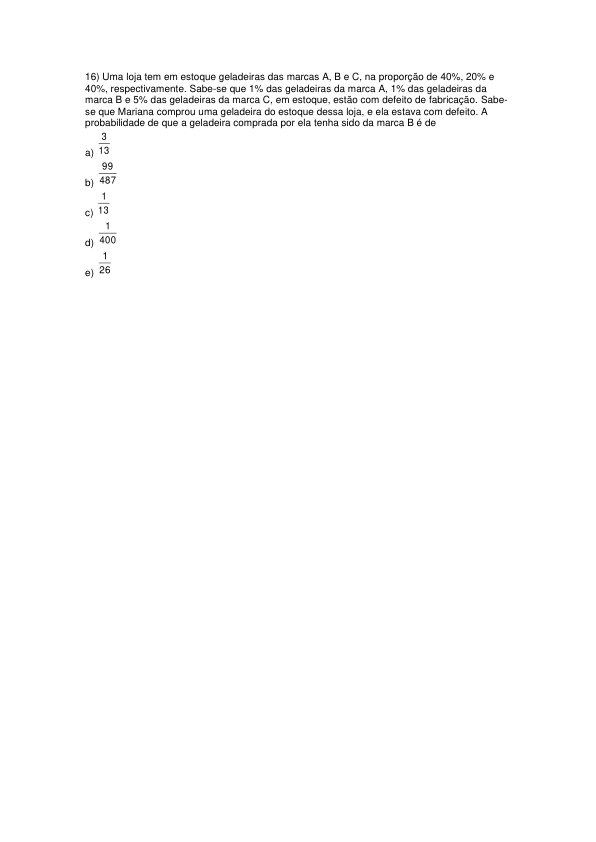 16) Uma loja tem em estoque geladeiras das marcas A, B e C, na proporção de 40%, 20% e
40%, respectivamente. Sabe-se que 1% das geladeiras da marca A, 1% das geladeiras da
marca B e 5% das geladeiras da marca C, em estoque, estão com defeito de fabricação. Sabe-
se que Mariana comprou uma geladeira do estoque dessa loja, e ela estava com defeito. A
probabilidade de que a geladeira comprada por ela tenha sido da marca B é de
a) 3/13
b) 99/487
c) 1/13
d) 1/400
e) 1/26